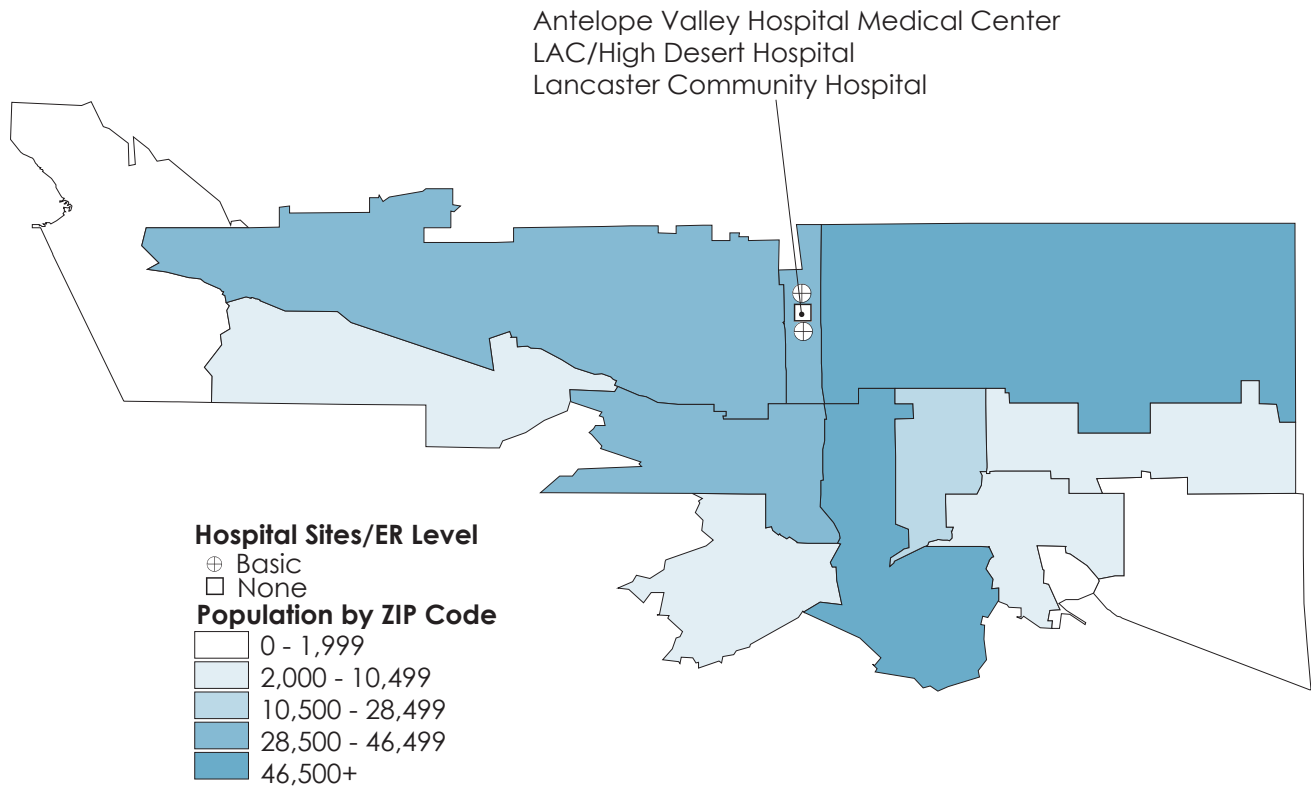 Antelope Valley Hospital Medical Center
LAC/High Desert Hospital
Lancaster Community Hospital
Hospital Sites/ER Level
Basic
None
Population by ZIP Code
0 - 1,999
2,000 - 10,499
10,500 - 28,499
28,500 - 46,499
46,500+